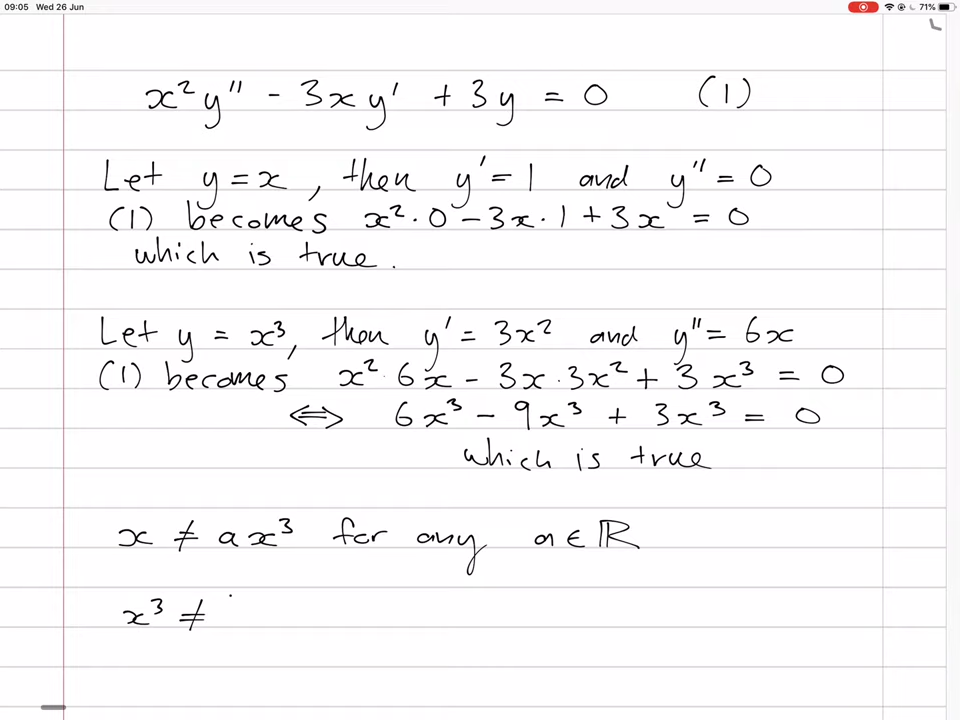 09:05 Wed 26 Jun 71%
x² y'' - 3x y' + 3y = 0 (1)
Let y = x, then y' = 1 and y'' = 0
(1) becomes x² · 0 - 3x · 1 + 3x = 0
which is true.
Let y = x³, then y' = 3x² and y'' = 6x
(1) becomes x² · 6x - 3x · 3x² + 3x³ = 0
⟺ 6x³ - 9x³ + 3x³ = 0
which is true
x ≠ ax³ for any a ∈ ℝ
x³ ≠